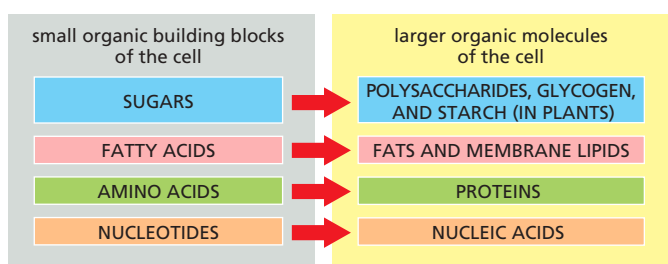 small organic building blocks
of the cell
larger organic molecules
of the cell
SUGARS
POLYSACCHARIDES, GLYCOGEN,
AND STARCH (IN PLANTS)
FATTY ACIDS
FATS AND MEMBRANE LIPIDS
AMINO ACIDS
PROTEINS
NUCLEOTIDES
NUCLEIC ACIDS